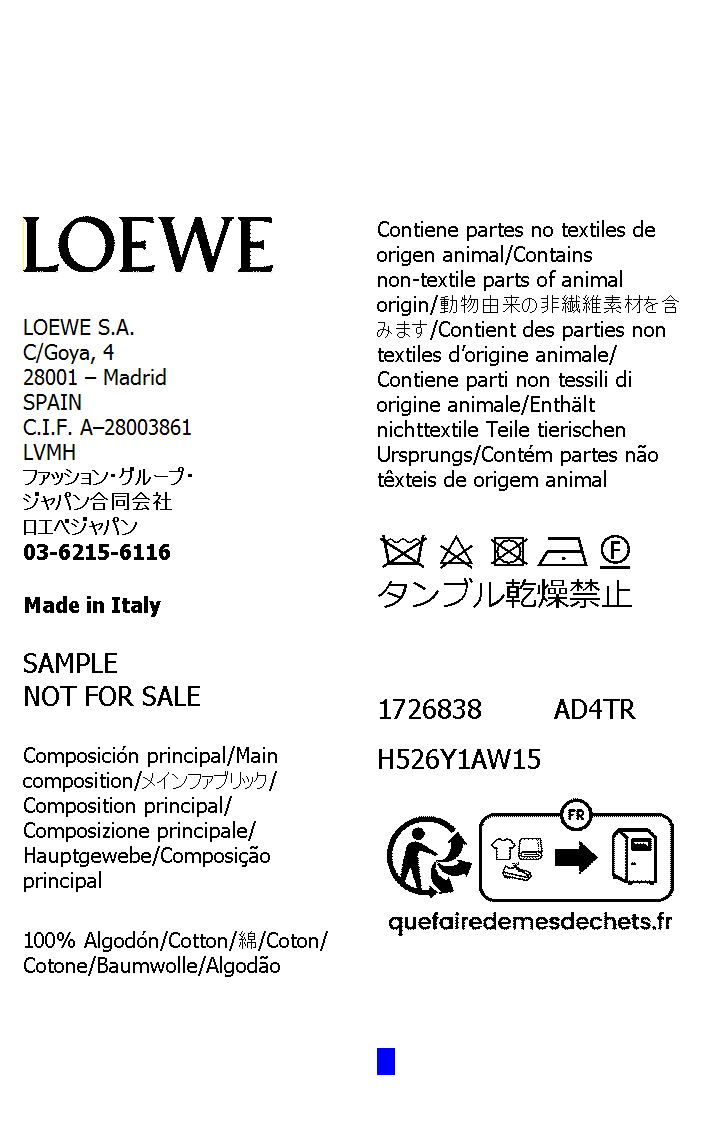 LOEWE
LOEWE S.A.
C/Goya, 4
28001 – Madrid
SPAIN
C.I.F. A–28003861
LVMH
ファッション・グループ・
ジャパン合同会社
ロエベジャパン
03-6215-6116
Made in Italy
SAMPLE
NOT FOR SALE
Composición principal/Main
composition/メインファブリック/
Composition principal/
Composizione principale/
Hauptgewebe/Composição
principal
100% Algodón/Cotton/綿/Coton/
Cotone/Baumwolle/Algodão
Contiene partes no textiles de
origen animal/Contains
non-textile parts of animal
origin/動物由来の非繊維素材を含
みます/Contient des parties non
textiles d’origine animale/
Contiene parti non tessili di
origine animale/Enthält
nichttextile Teile tierischen
Ursprungs/Contém partes não
têxteis de origem animal
F
タンブル乾燥禁止
1726838 AD4TR
H526Y1AW15
FR
quefairedemesdechets.fr